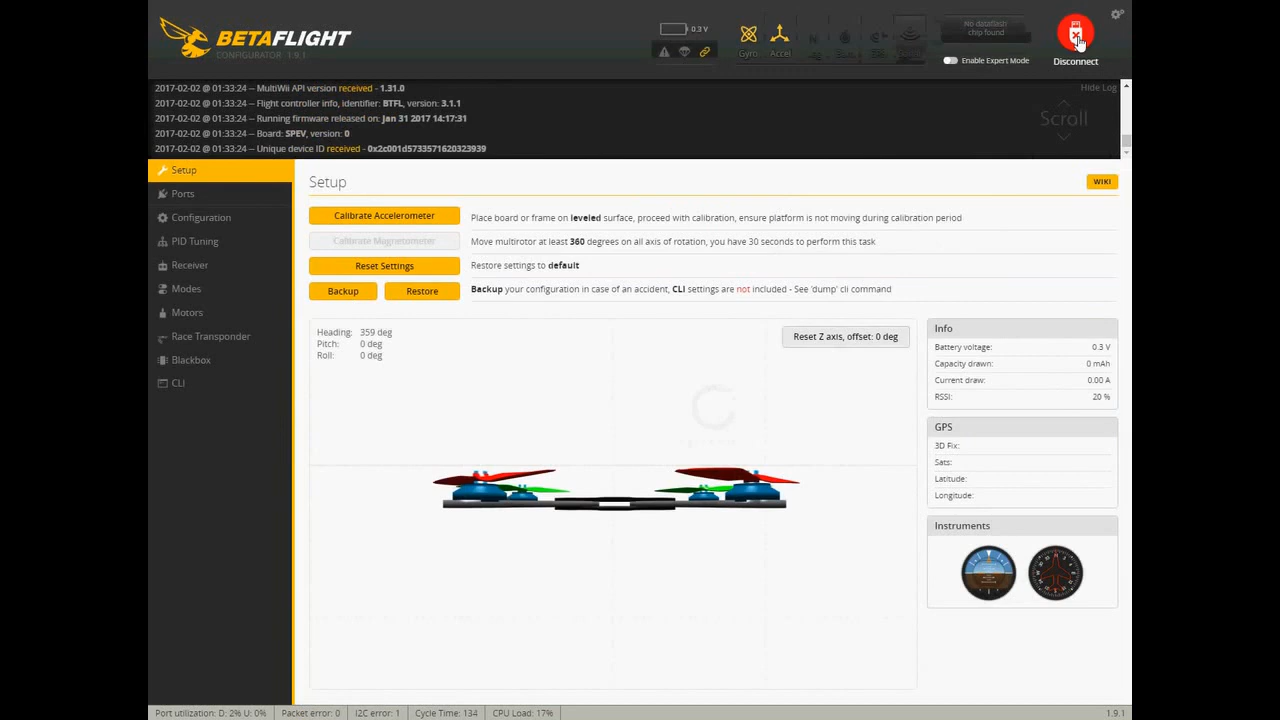 BETAFLIGHT
CONFIGURATOR 1.9.1
0.3 V
Gyro
Accel
No dataflash
chip found
Enable Expert Mode
Disconnect
2017-02-02 @ 01:33:24 -- MultiWii API version received - 1.31.0
2017-02-02 @ 01:33:24 -- Flight controller info, identifier: BTFL, version: 3.1.1
2017-02-02 @ 01:33:24 -- Running firmware released on: Jan 31 2017 14:17:31
2017-02-02 @ 01:33:24 -- Board: SPEV, version: 0
2017-02-02 @ 01:33:24 -- Unique device ID received - 0x2c001d5733571620323939
Hide Log
Scroll
Setup
Ports
Configuration
PID Tuning
Receiver
Modes
Motors
Race Transponder
Blackbox
CLI
Setup
WIKI
Calibrate Accelerometer
Place board or frame on leveled surface, proceed with calibration, ensure platform is not moving during calibration period
Calibrate Magnetometer
Move multirotor at least 360 degrees on all axis of rotation, you have 30 seconds to perform this task
Reset Settings
Restore settings to default
Backup
Restore
Backup your configuration in case of an accident, CLI settings are not included - See 'dump' cli command
Heading: 359 deg
Pitch: 0 deg
Roll: 0 deg
Reset Z axis, offset: 0 deg
Info
Battery voltage: 0.3 V
Capacity drawn: 0 mAh
Current draw: 0.00 A
RSSI: 20 %
GPS
3D Fix:
Sats:
Latitude:
Longitude:
Instruments
Port utilization: D: 2% U: 0%
Packet error: 0
I2C error: 1
Cycle Time: 134
CPU Load: 17%
1.9.1